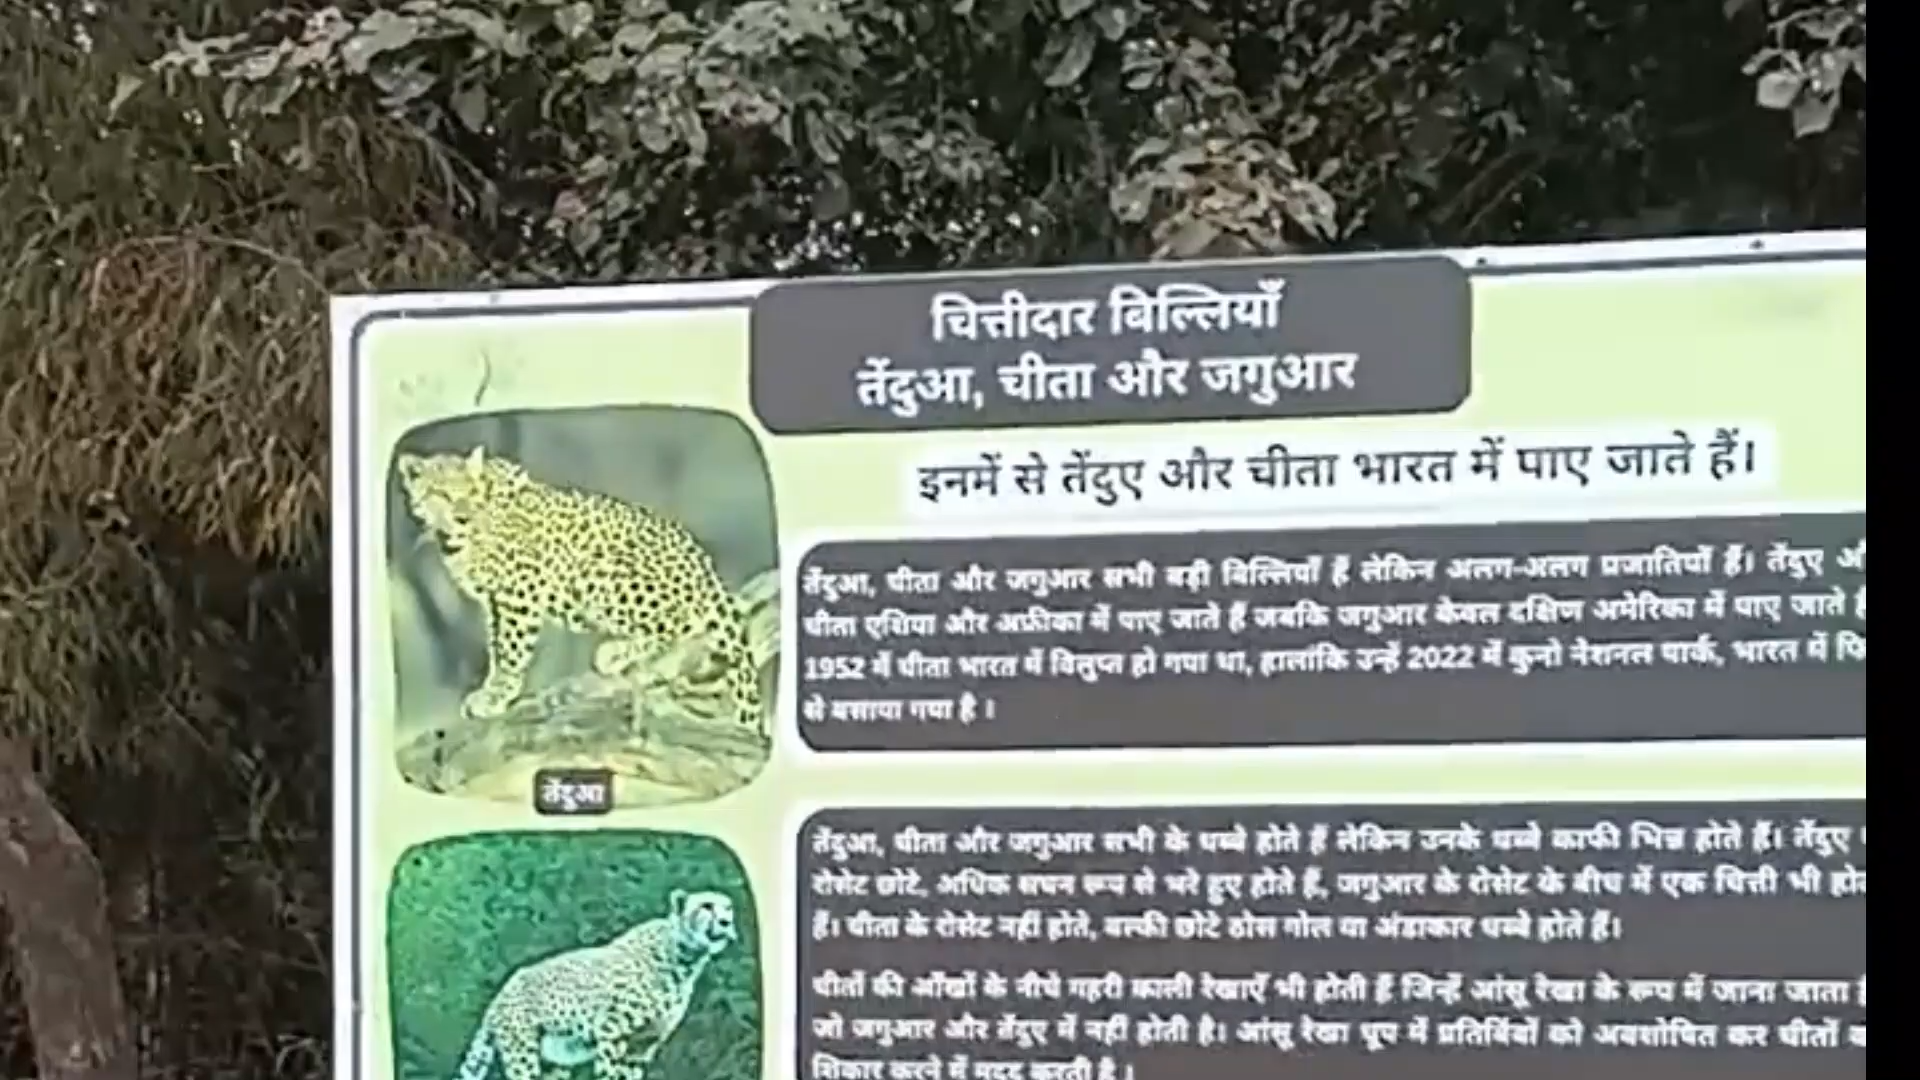 चित्तीदार बिल्लियाँ
तेंदुआ, चीता और जगुआर
इनमें से तेंदुए और चीता भारत में पाए जाते हैं।
तेंदुआ, चीता और जगुआर सभी बड़ी बिल्लियाँ हैं लेकिन अलग-अलग प्रजातियाँ हैं। तेंदुए
चीता एशिया और अफ्रीका में पाए जाते हैं जबकि जगुआर केवल दक्षिण अमेरिका में पाए जाते
1952 में चीता भारत में विलुप्त हो गया था, हालांकि उन्हें 2022 में कुनो नेशनल पार्क, भारत में
से बसाया गया है ।
तेंदुआ
तेंदुआ, चीता और जगुआर सभी के धब्बे होते हैं लेकिन उनके धब्बे काफी भिन्न होते हैं। तेंदुए
रोसेट छोटे, अधिक सघन रूप से भरे हुए होते हैं, जगुआर के रोसेट के बीच में एक चित्ती भी
हैं। चीता के रोसेट नहीं होते, बल्की छोटे ठोस गोल या अंडाकार धब्बे होते हैं।
चीतों की आँखों के नीचे गहरी काली रेखाएँ भी होती हैं जिन्हें आंसू रेखा के रूप में जाना जाता
जो जगुआर और तेंदुए में नहीं होती है। आंसू रेखा धूप में प्रतिबिंबों को अवशोषित कर चीतों
शिकार करने में मदद करती है ।